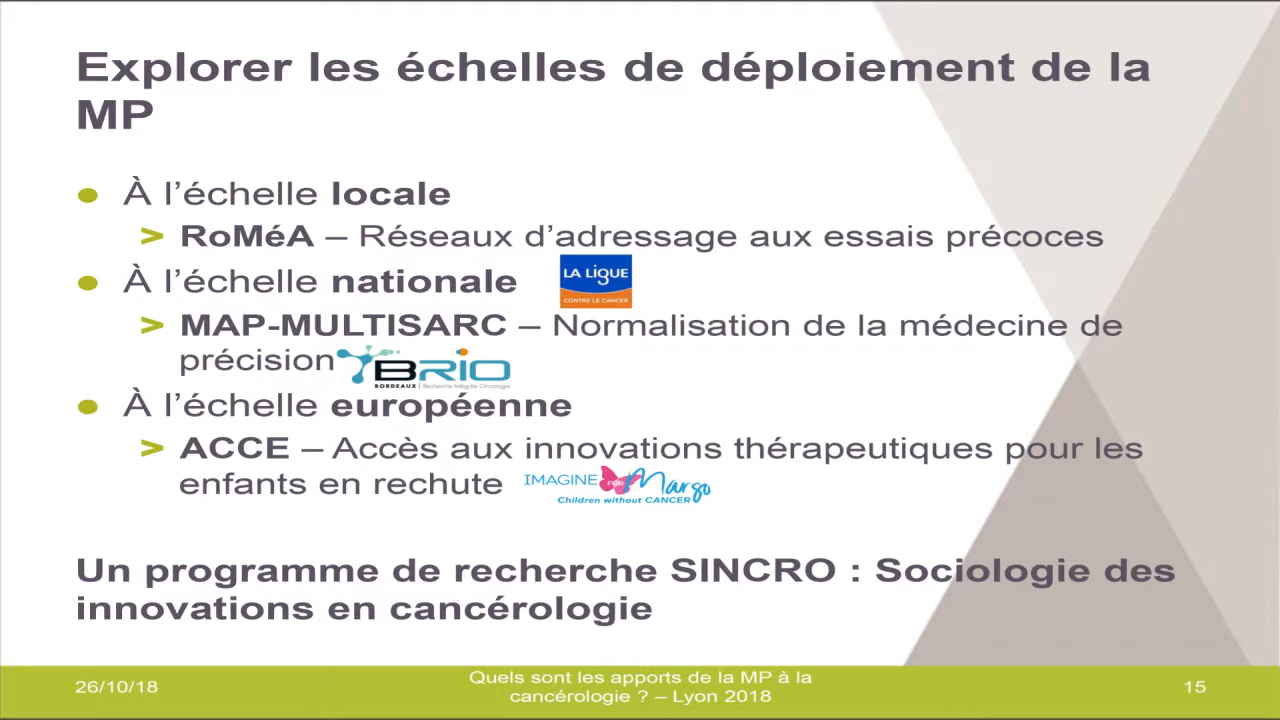 Explorer les échelles de déploiement de la
MP
À l’échelle locale
> RoMéA – Réseaux d’adressage aux essais précoces
À l’échelle nationale
LA LIGUE
CONTRE LE CANCER
> MAP-MULTISARC – Normalisation de la médecine de
précision
BRIO
BORDEAUX | Recherche Intégrée Oncologie
À l’échelle européenne
> ACCE – Accès aux innovations thérapeutiques pour les
enfants en rechute
IMAGINE FOR Margo
Children without CANCER
Un programme de recherche SINCRO : Sociologie des
innovations en cancérologie
26/10/18
Quels sont les apports de la MP à la
cancérologie ? – Lyon 2018
15